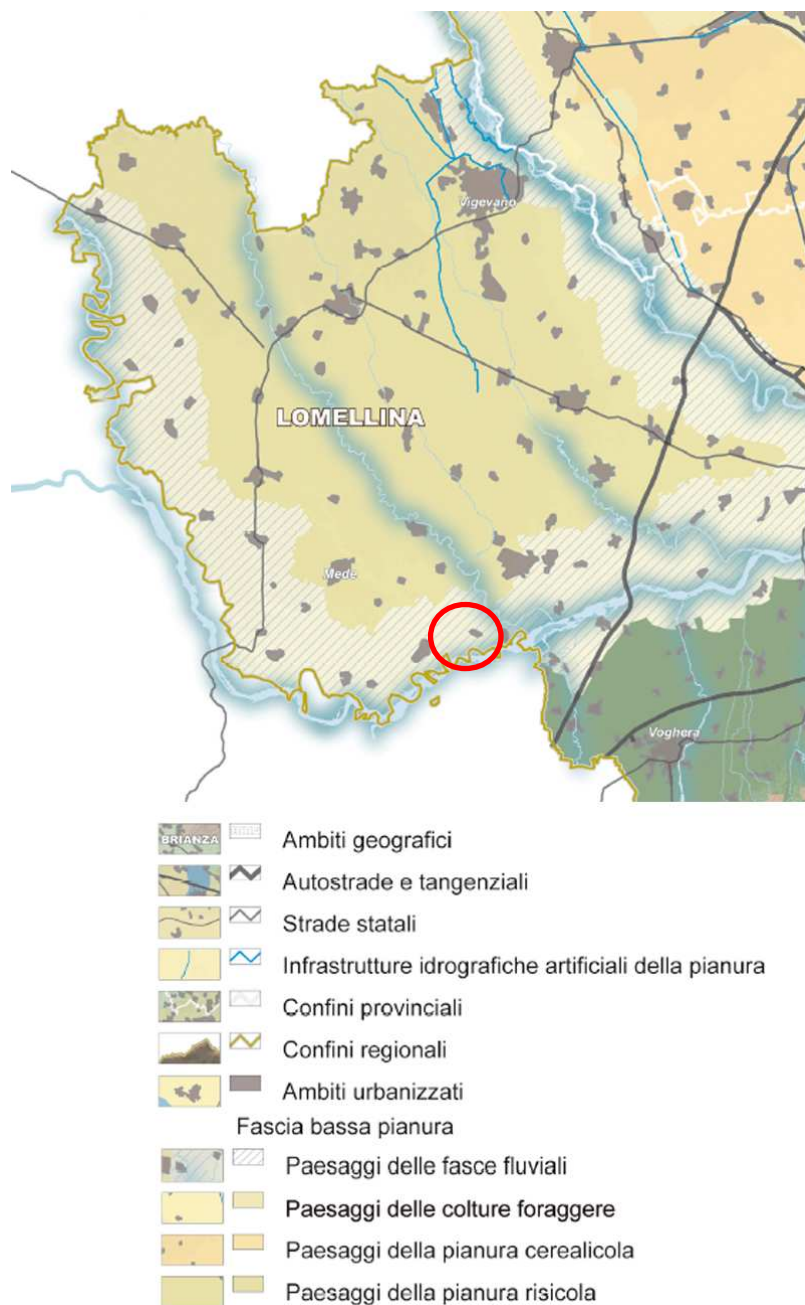 Vigevano
LOMELLINA
Mede
Voghera
BRIANZA
Ambiti geografici
Autostrade e tangenziali
Strade statali
Infrastrutture idrografiche artificiali della pianura
Confini provinciali
Confini regionali
Ambiti urbanizzati
Fascia bassa pianura
Paesaggi delle fasce fluviali
Paesaggi delle colture foraggere
Paesaggi della pianura cerealicola
Paesaggi della pianura risicola